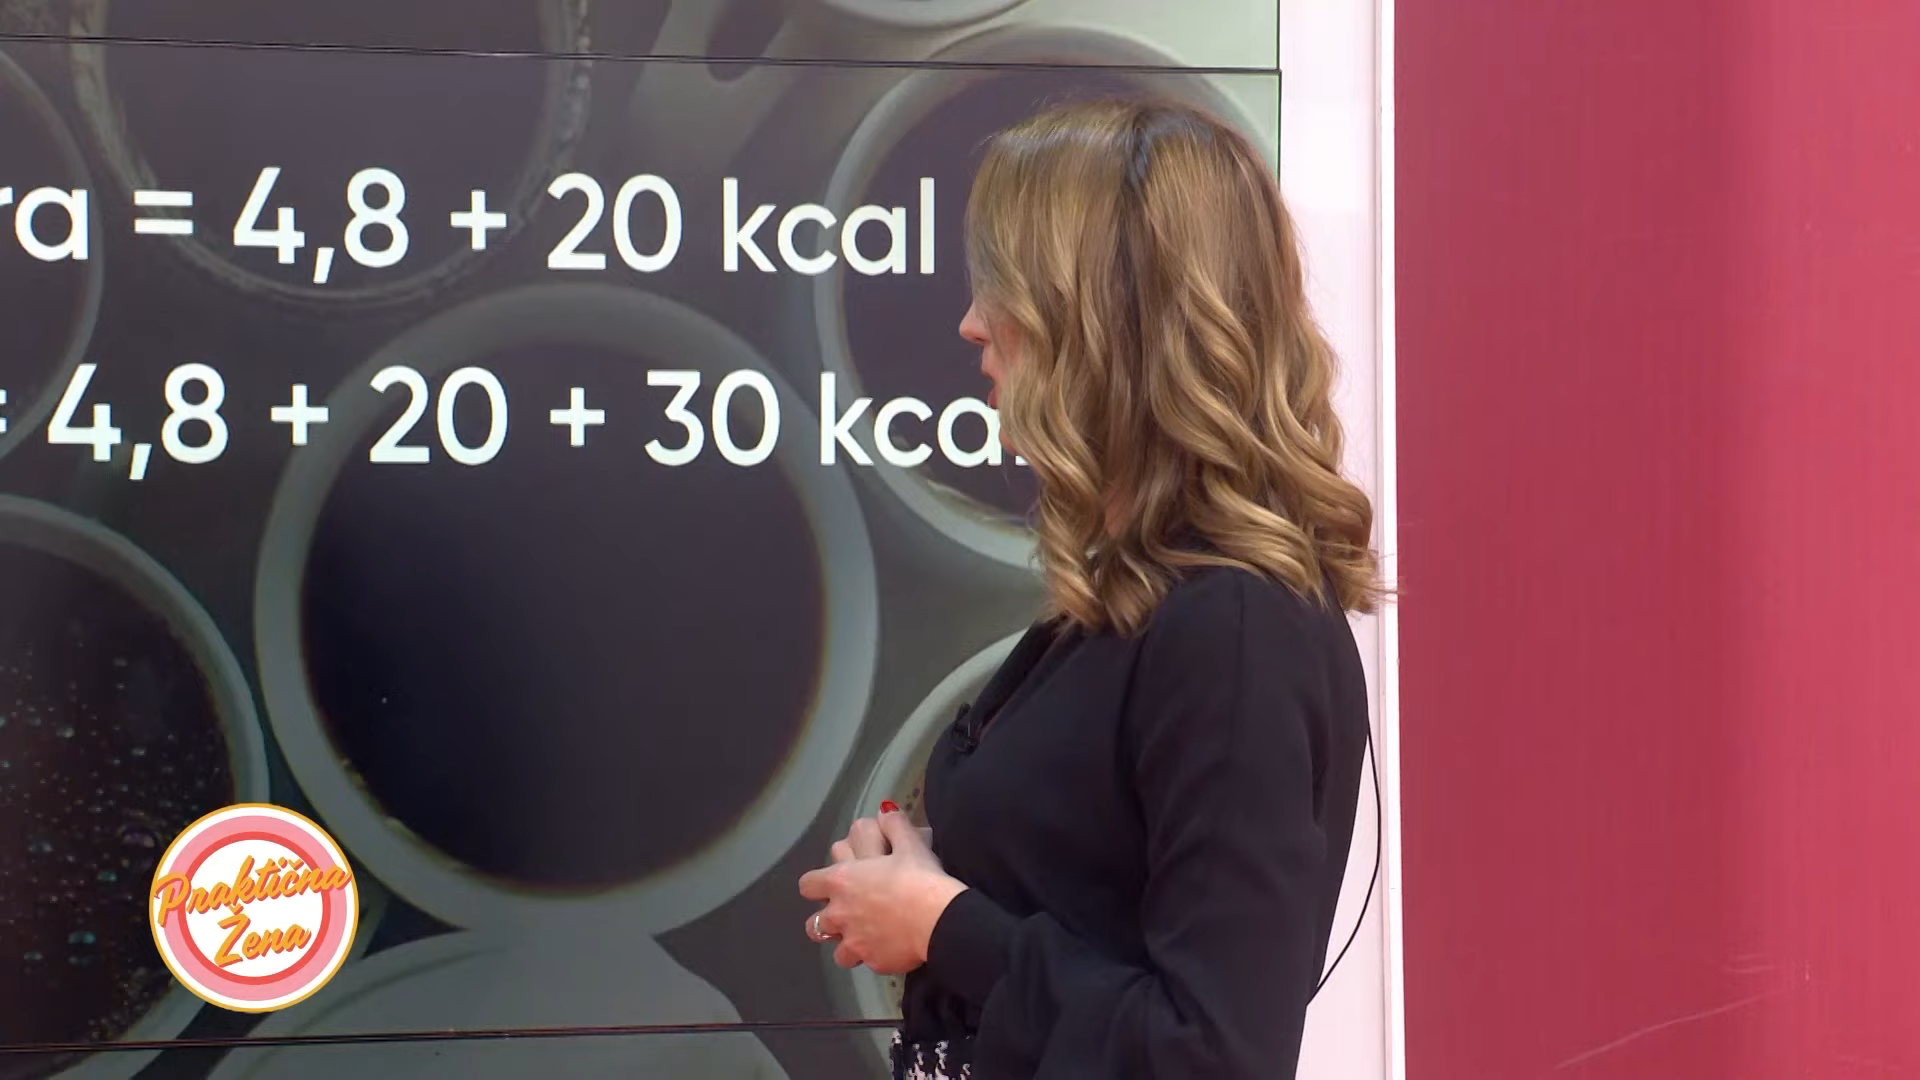 ra = 4,8 + 20 kcal
= 4,8 + 20 + 30 kca
Praktična
Žena